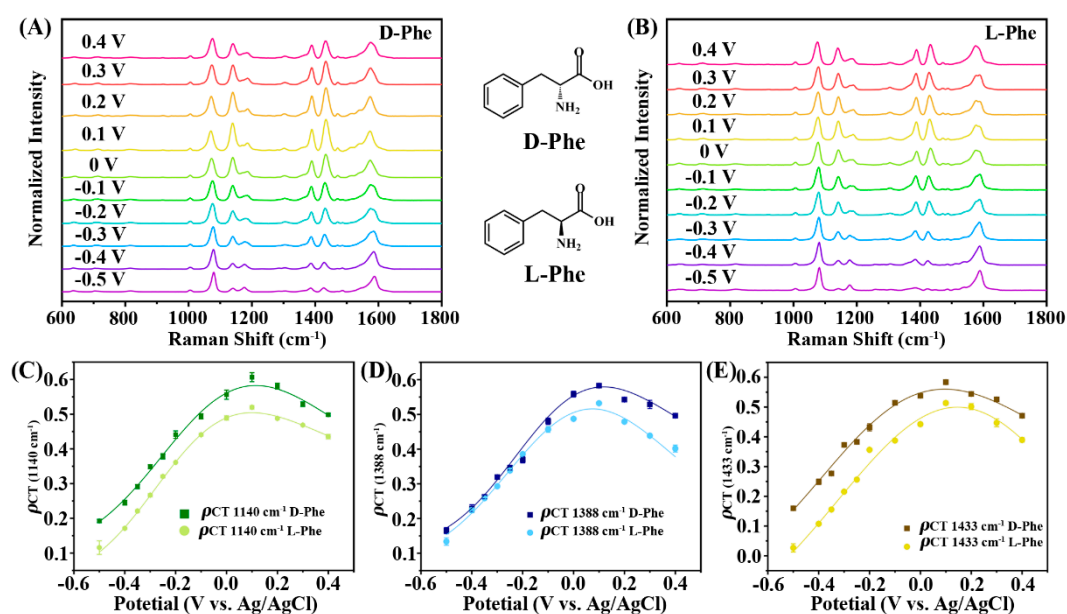 (A)
D-Phe
0.4 V
0.3 V
0.2 V
0.1 V
0 V
-0.1 V
-0.2 V
-0.3 V
-0.4 V
-0.5 V
Normalized Intensity
600 800 1000 1200 1400 1600 1800
Raman Shift (cm⁻¹)
O
OH
NH₂
D-Phe
O
OH
NH₂
L-Phe
(B)
L-Phe
0.4 V
0.3 V
0.2 V
0.1 V
0 V
-0.1 V
-0.2 V
-0.3 V
-0.4 V
-0.5 V
Normalized Intensity
600 800 1000 1200 1400 1600 1800
Raman Shift (cm⁻¹)
(C)
0.6
0.5
0.4
0.3
0.2
0.1
ρCT (1140 cm⁻¹)
ρCT 1140 cm⁻¹ D-Phe
ρCT 1140 cm⁻¹ L-Phe
-0.6 -0.4 -0.2 0.0 0.2 0.4
Potetial (V vs. Ag/AgCl)
(D)
0.6
0.5
0.4
0.3
0.2
0.1
ρCT (1388 cm⁻¹)
ρCT 1388 cm⁻¹ D-Phe
ρCT 1388 cm⁻¹ L-Phe
-0.6 -0.4 -0.2 0.0 0.2 0.4
Potetial (V vs. Ag/AgCl)
(E)
0.6
0.5
0.4
0.3
0.2
0.1
0.0
ρCT (1433 cm⁻¹)
ρCT 1433 cm⁻¹ D-Phe
ρCT 1433 cm⁻¹ L-Phe
-0.6 -0.4 -0.2 0.0 0.2 0.4
Potetial (V vs. Ag/AgCl)